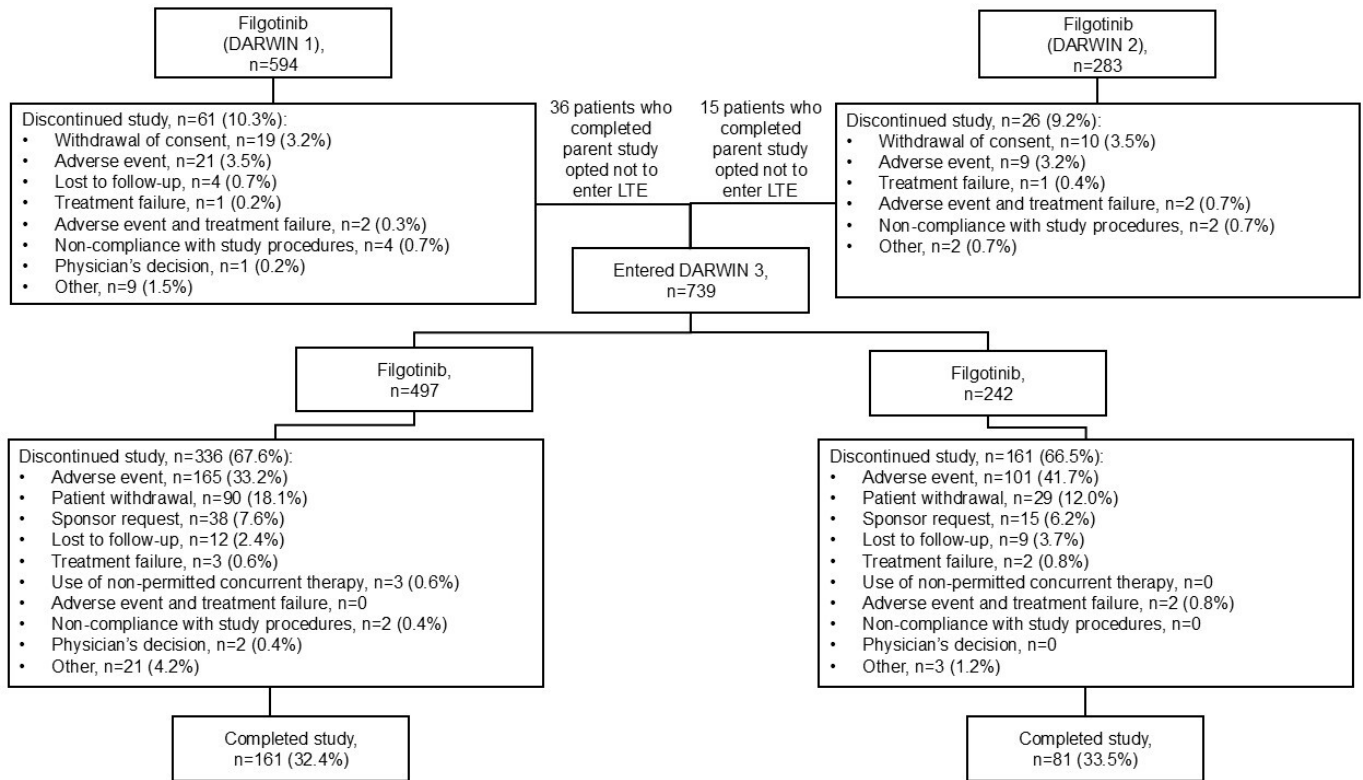 Filgotinib
(DARWIN 1),
n=594
Filgotinib
(DARWIN 2),
n=283
Discontinued study, n=61 (10.3%):
• Withdrawal of consent, n=19 (3.2%)
• Adverse event, n=21 (3.5%)
• Lost to follow-up, n=4 (0.7%)
• Treatment failure, n=1 (0.2%)
• Adverse event and treatment failure, n=2 (0.3%)
• Non-compliance with study procedures, n=4 (0.7%)
• Physician’s decision, n=1 (0.2%)
• Other, n=9 (1.5%)
36 patients who
completed
parent study
opted not to
enter LTE
15 patients who
completed
parent study
opted not to
enter LTE
Discontinued study, n=26 (9.2%):
• Withdrawal of consent, n=10 (3.5%)
• Adverse event, n=9 (3.2%)
• Treatment failure, n=1 (0.4%)
• Adverse event and treatment failure, n=2 (0.7%)
• Non-compliance with study procedures, n=2 (0.7%)
• Other, n=2 (0.7%)
Entered DARWIN 3,
n=739
Filgotinib,
n=497
Filgotinib,
n=242
Discontinued study, n=336 (67.6%):
• Adverse event, n=165 (33.2%)
• Patient withdrawal, n=90 (18.1%)
• Sponsor request, n=38 (7.6%)
• Lost to follow-up, n=12 (2.4%)
• Treatment failure, n=3 (0.6%)
• Use of non-permitted concurrent therapy, n=3 (0.6%)
• Adverse event and treatment failure, n=0
• Non-compliance with study procedures, n=2 (0.4%)
• Physician’s decision, n=2 (0.4%)
• Other, n=21 (4.2%)
Discontinued study, n=161 (66.5%):
• Adverse event, n=101 (41.7%)
• Patient withdrawal, n=29 (12.0%)
• Sponsor request, n=15 (6.2%)
• Lost to follow-up, n=9 (3.7%)
• Treatment failure, n=2 (0.8%)
• Use of non-permitted concurrent therapy, n=0
• Adverse event and treatment failure, n=2 (0.8%)
• Non-compliance with study procedures, n=0
• Physician’s decision, n=0
• Other, n=3 (1.2%)
Completed study,
n=161 (32.4%)
Completed study,
n=81 (33.5%)